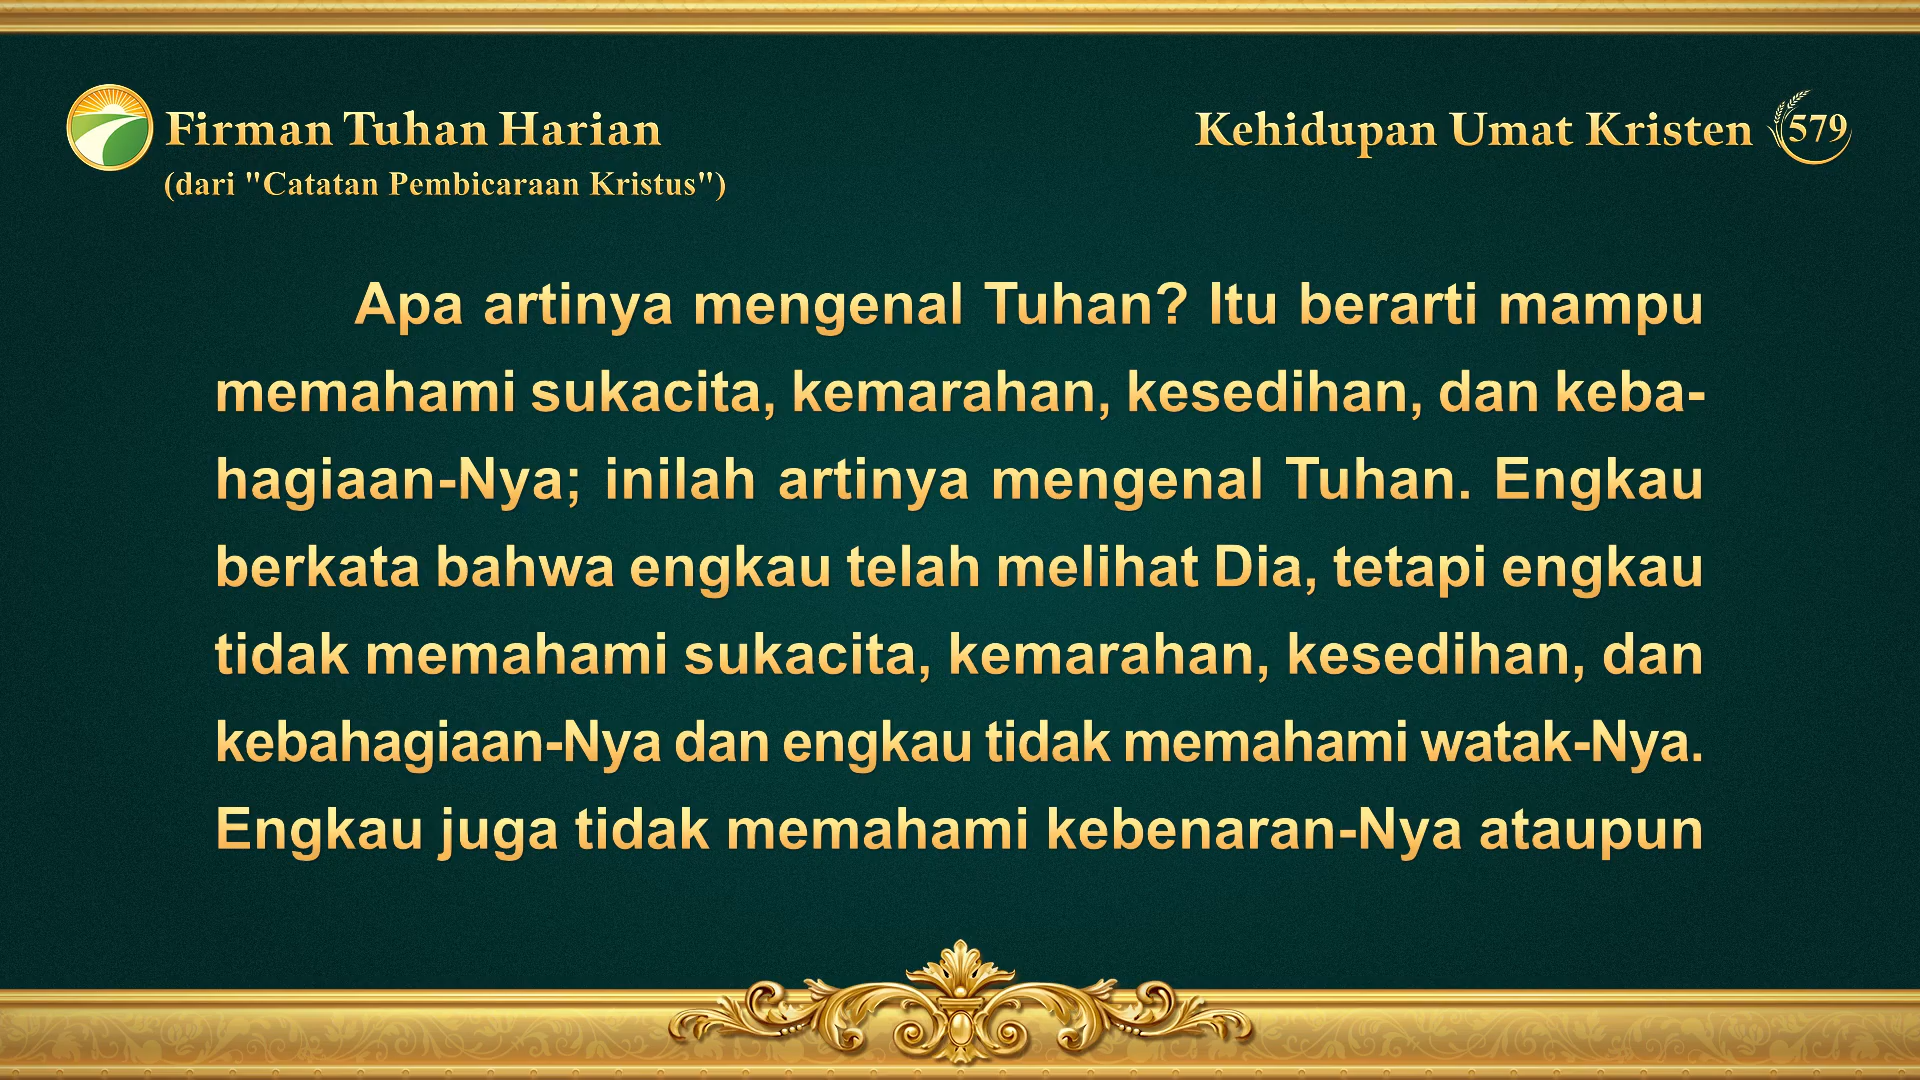 Firman Tuhan Harian
(dari "Catatan Pembicaraan Kristus")
Kehidupan Umat Kristen 579
Apa artinya mengenal Tuhan? Itu berarti mampu
memahami sukacita, kemarahan, kesedihan, dan keba-
hagiaan-Nya; inilah artinya mengenal Tuhan. Engkau
berkata bahwa engkau telah melihat Dia, tetapi engkau
tidak memahami sukacita, kemarahan, kesedihan, dan
kebahagiaan-Nya dan engkau tidak memahami watak-Nya.
Engkau juga tidak memahami kebenaran-Nya ataupun